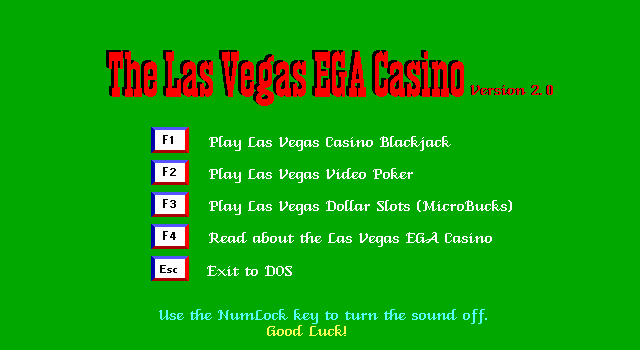 The Las Vegas EGA Casino Version 2.0
F1 Play Las Vegas Casino Blackjack
F2 Play Las Vegas Video Poker
F3 Play Las Vegas Dollar Slots (MicroBucks)
F4 Read about the Las Vegas EGA Casino
Esc Exit to DOS
Use the NumLock key to turn the sound off.
Good Luck!